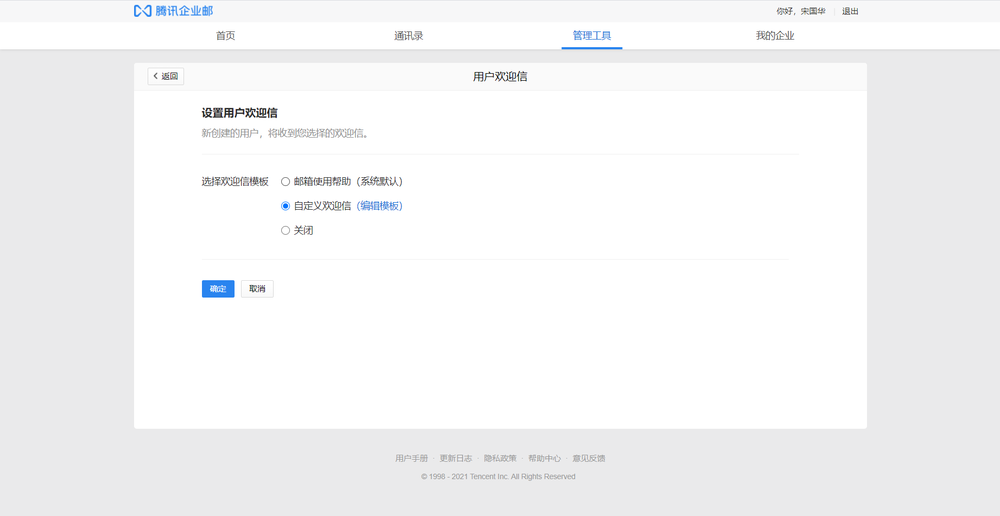 腾讯企业邮
你好，宋国华 退出
首页 通讯录 管理工具 我的企业
返回 用户欢迎信
设置用户欢迎信
新创建的用户，将收到您选择的欢迎信。
选择欢迎信模板 邮箱使用帮助（系统默认）
自定义欢迎信（编辑模板）
关闭
确定 取消
用户手册 · 更新日志 · 隐私政策 · 帮助中心 · 意见反馈
© 1998 - 2021 Tencent Inc. All Rights Reserved